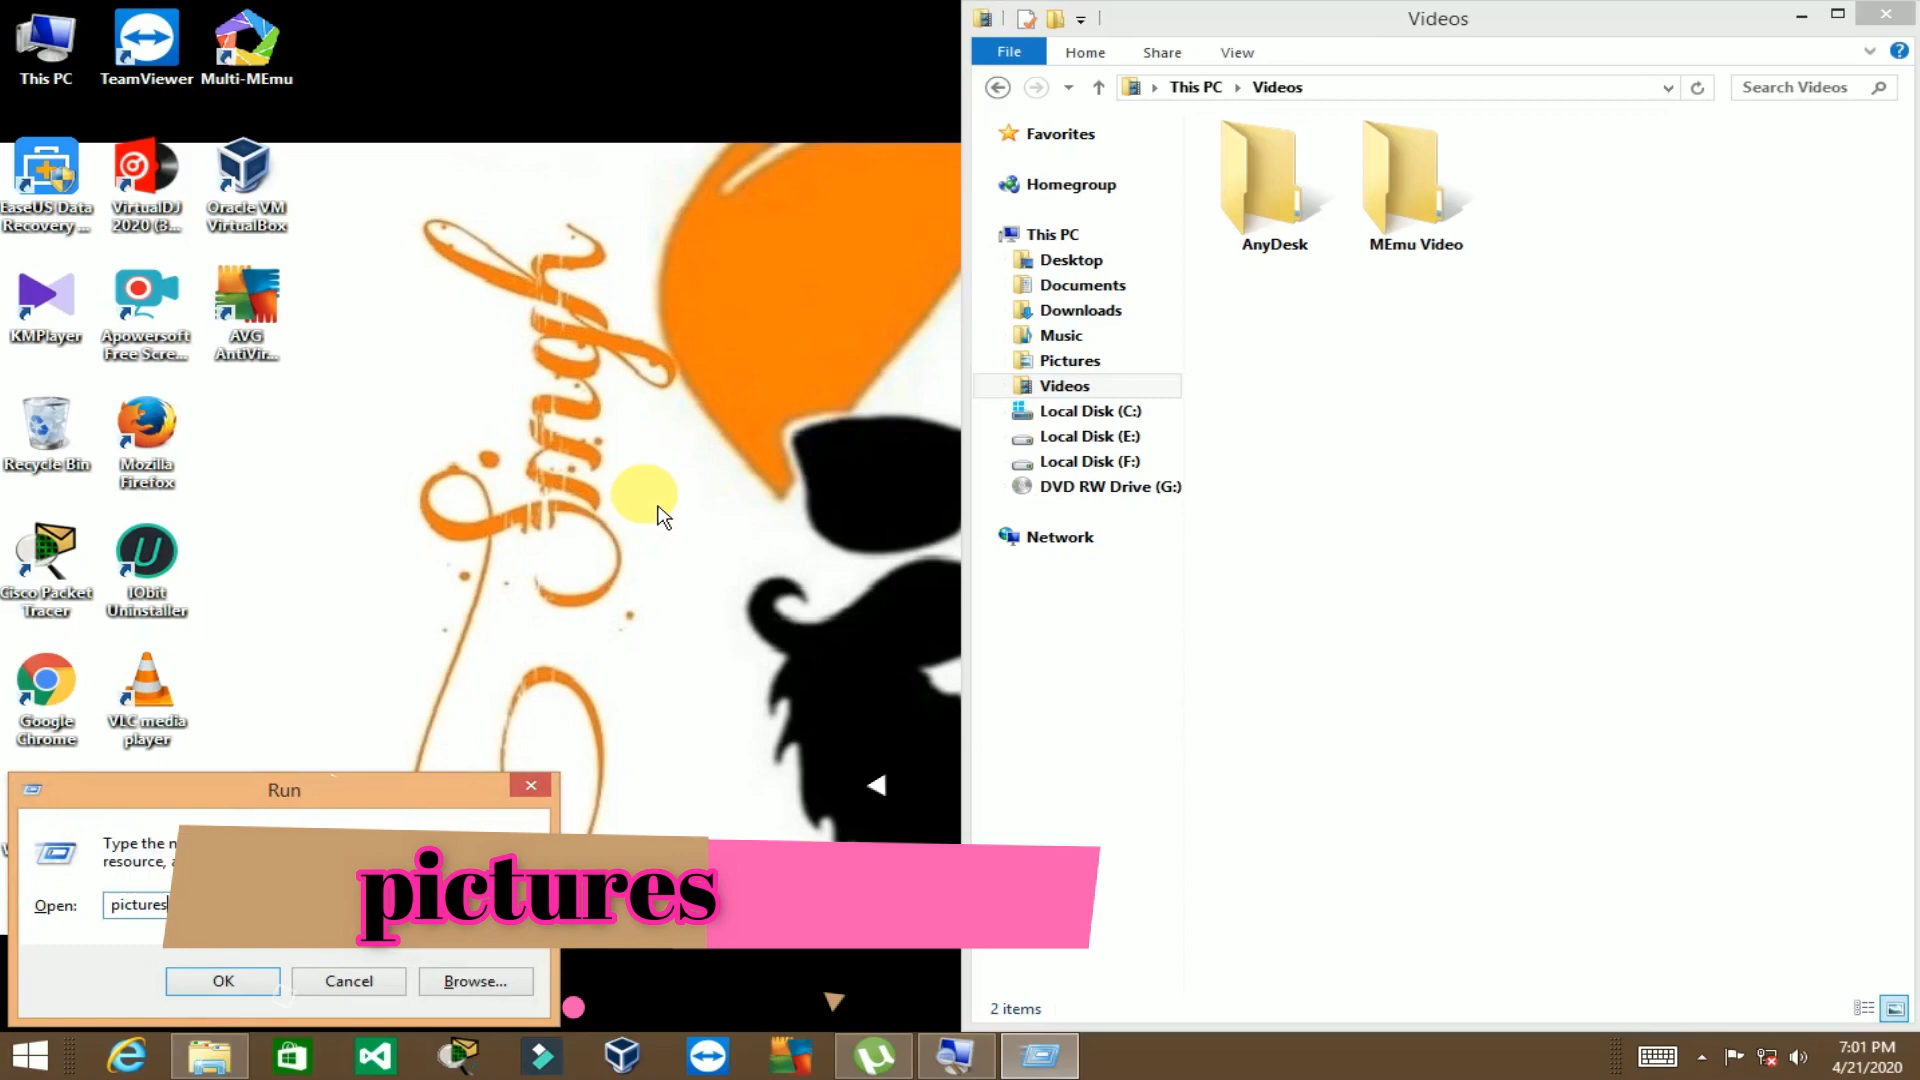 This PC
TeamViewer
Multi-MEmu
EaseUS Data
Recovery ...
VirtualDJ
2020 (3...
Oracle VM
VirtualBox
KMPlayer
Apowersoft
Free Scre...
AVG
AntiVir...
Recycle Bin
Mozilla
Firefox
Cisco Packet
Tracer
IObit
Uninstaller
Google
Chrome
VLC media
player
Singh
Run
Type the n
resource, a
Open:
pictures
pictures
OK
Cancel
Browse...
Videos
File
Home
Share
View
This PC
Videos
Search Videos
Favorites
Homegroup
This PC
Desktop
Documents
Downloads
Music
Pictures
Videos
Local Disk (C:)
Local Disk (E:)
Local Disk (F:)
DVD RW Drive (G:)
Network
AnyDesk
MEmu Video
2 items
7:01 PM
4/21/2020